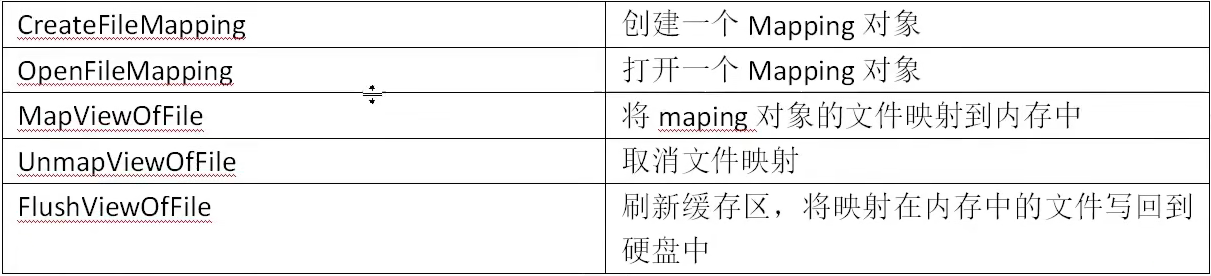 CreateFileMapping 创建一个 Mapping 对象
OpenFileMapping 打开一个 Mapping 对象
MapViewOfFile 将 maping 对象的文件映射到内存中
UnmapViewOfFile 取消文件映射
FlushViewOfFile 刷新缓存区，将映射在内存中的文件写回到
硬盘中